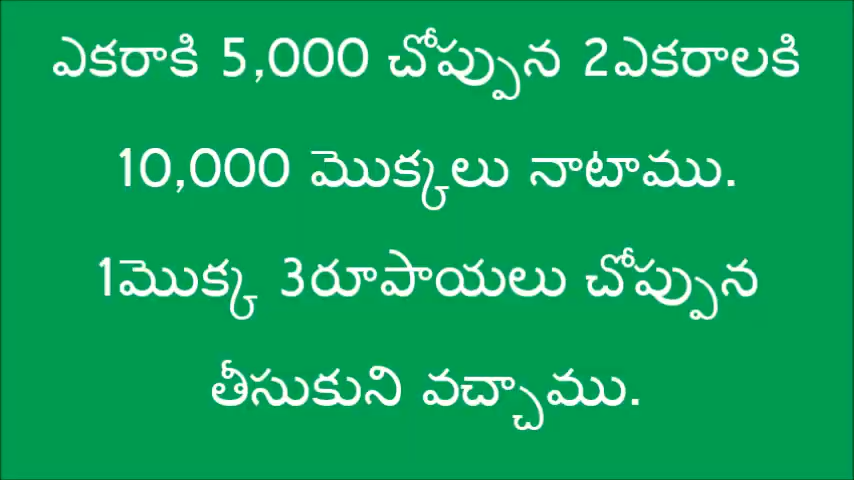 ఎకరాకి 5,000 చోప్పున 2ఎకరాలకి
10,000 మొక్కలు నాటాము.
1మొక్క 3రూపాయలు చోప్పున
తీసుకుని వచ్చాము.